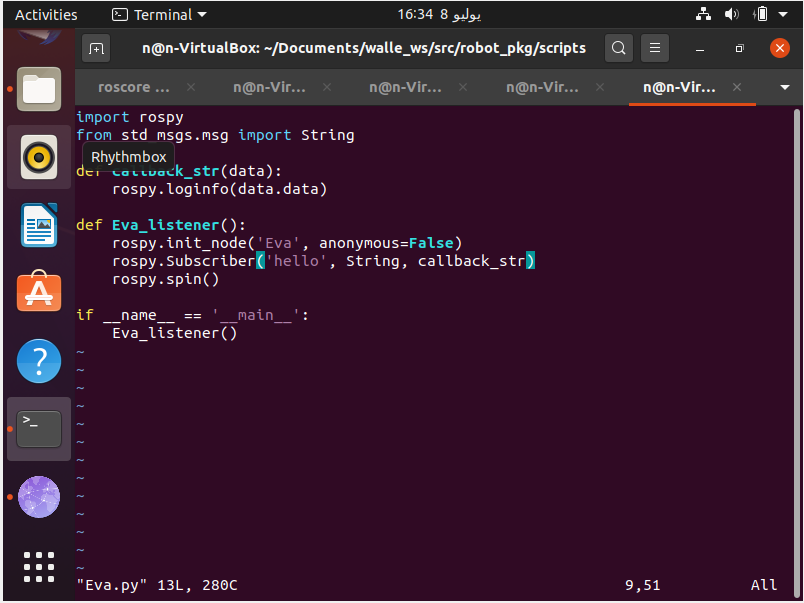 Activities
Terminal
16:34 8 يوليو
n@n-VirtualBox: ~/Documents/walle_ws/src/robot_pkg/scripts
roscore ...
n@n-Vir...
n@n-Vir...
n@n-Vir...
n@n-Vir...
import rospy
from std_msgs.msg import String
Rhythmbox
def callback_str(data):
    rospy.loginfo(data.data)
def Eva_listener():
    rospy.init_node('Eva', anonymous=False)
    rospy.Subscriber('hello', String, callback_str)
    rospy.spin()
if __name__ == '__main__':
    Eva_listener()
~
~
~
~
~
~
~
~
~
~
~
~
~
"Eva.py" 13L, 280C
9,51
All